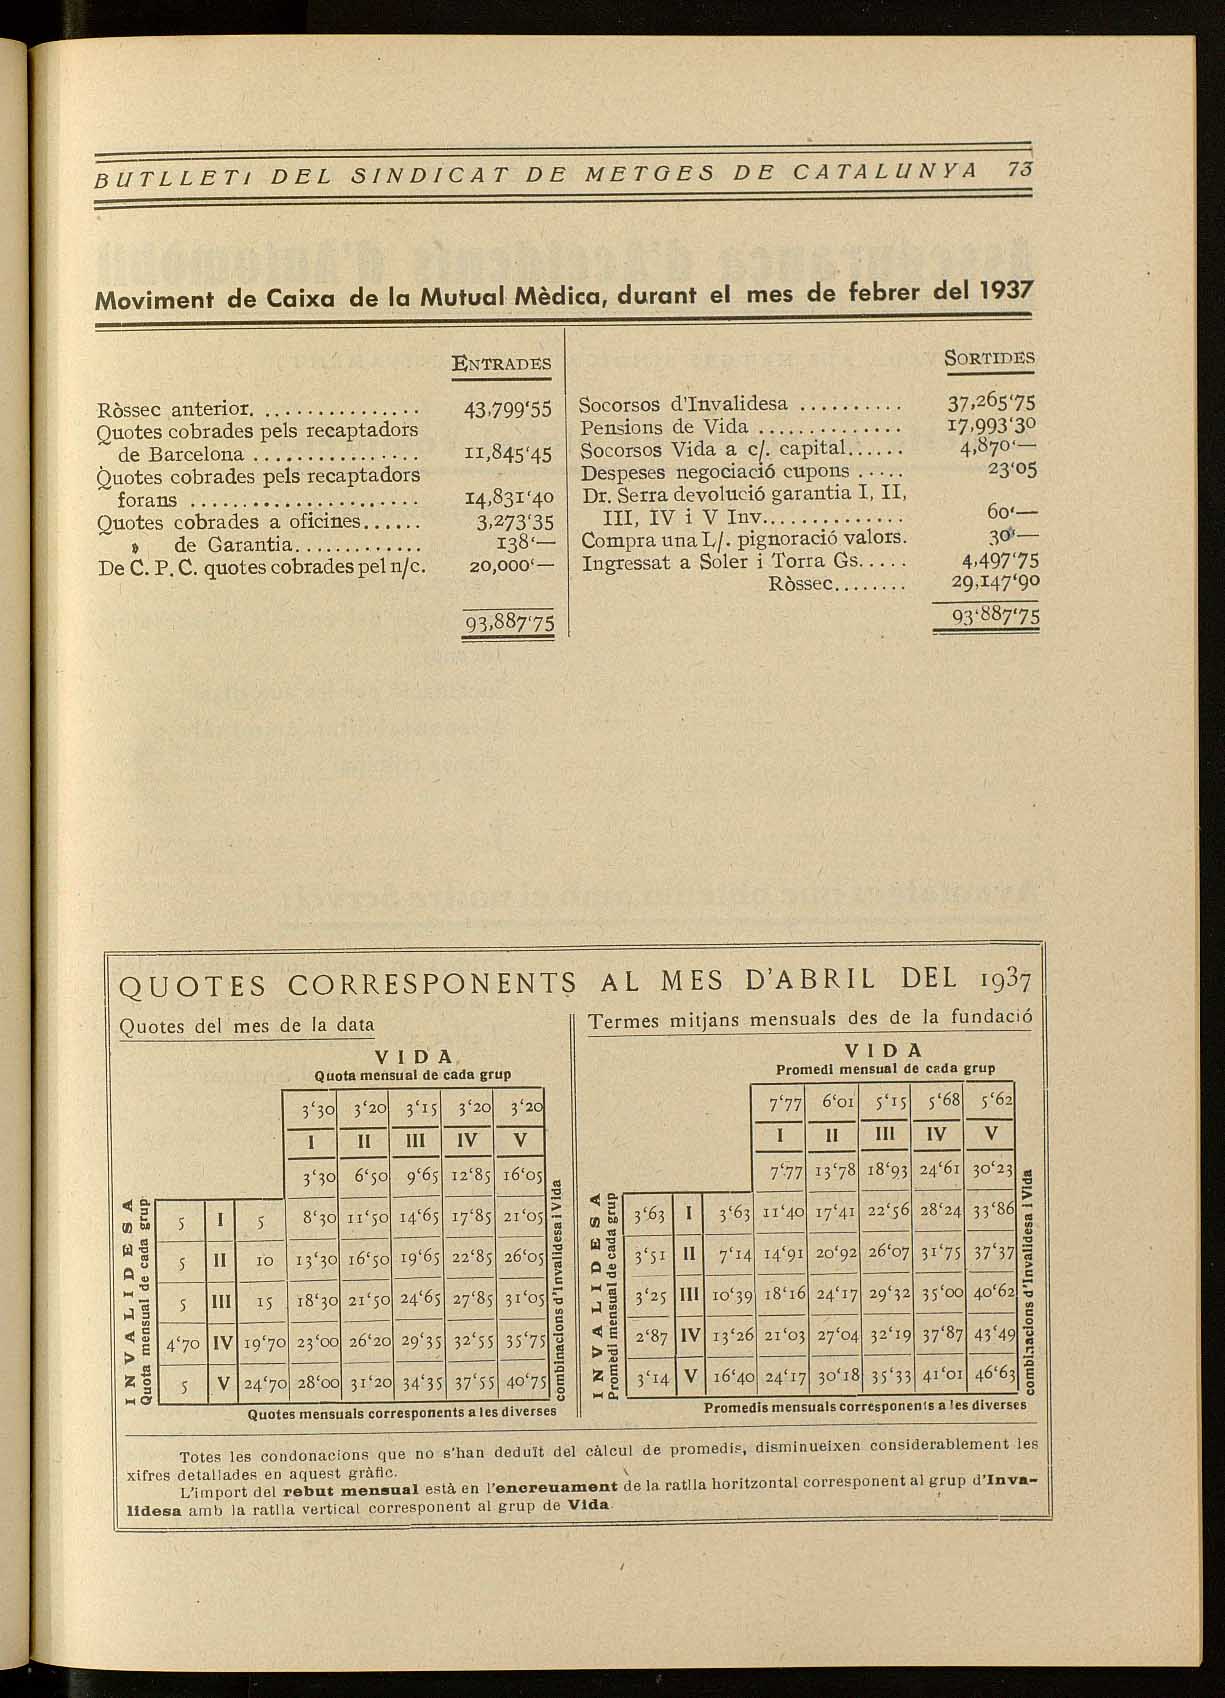 BUTLLETÍ DEL SINDICAT DE METGES DE CATALUNYA 73
Moviment de Caixa de la Mutual Mèdica, durant el mes de febrer del 1937
ENTRADES
Ròssec anterior. . . . . . . . . . . . . . . 43,799'55
Quotes cobrades pels recaptadors
de Barcelona . . . . . . . . . . . . . . . 11,845'45
Quotes cobrades pels recaptadors
forans . . . . . . . . . . . . . . . . . . . . . 14,831'40
Quotes cobrades a oficines. . . . . . 3,273'35
» de Garantia. . . . . . . . . . . . 138'—
De C. P. C. quotes cobrades pel n/c. 20,000'—
93,887'75
SORTIDES
Socorsos d'Invalidesa . . . . . . . . . . 37,265'75
Pensions de Vida . . . . . . . . . . . . . . 17,993'30
Socorsos Vida a c/. capital. . . . . . 4,870'—
Despeses negociació cupons . . . . . 23'05
Dr. Serra devolució garantia I, II,
III, IV i V Inv. . . . . . . . . . . . . . . 60'—
Compra una L/. pignoració valors. 30'—
Ingressat a Soler i Torra Gs. . . . . 4,497'75
Ròssec. . . . . . . . 29,147'90
93'887'75
QUOTES CORRESPONENTS AL MES D'ABRIL DEL 1937
Quotes del mes de la data
VIDA
Quota mensual de cada grup
3'30 3'20 3'15 3'20 3'20
I II III IV V
3'30 6'50 9'65 12'85 16'05
INVALIDESA
Quota mensual de cada grup
5 I 5 8'30 11'50 14'65 17'85 21'05
5 II 10 13'30 16'50 19'65 22'85 26'05
5 III 15 18'30 21'50 24'65 27'85 31'05
4'70 IV 19'70 23'00 26'20 29'35 32'55 35'75
5 V 24'70 28'00 31'20 34'35 37'55 40'75
Quotes mensuals corresponents a les diverses
combinacions d'Invalidesa i Vida
Termes mitjans mensuals des de la fundació
VIDA
Promedi mensual de cada grup
7'77 6'01 5'15 5'68 5'62
I II III IV V
7'77 13'78 18'93 24'61 30'23
INVALIDESA
Promedi mensual de cada grup
3'63 I 3'63 11'40 17'41 22'56 28'24 33'86
3'51 II 7'14 14'91 20'92 26'07 31'75 37'37
3'25 III 10'39 18'16 24'17 29'32 35'00 40'62
2'87 IV 13'26 21'03 27'04 32'19 37'87 43'49
3'14 V 16'40 24'17 30'18 35'33 41'01 46'63
Promedis mensuals corresponents a les diverses
combinacions d'Invalidesa i Vida
Totes les condonacions que no s'han deduït del càlcul de promedis, disminueixen considerablement les
xifres detallades en aquest gràfic.
L'import del rebut mensual està en l'encreuament de la ratlla horitzontal corresponent al grup d'Inva-
lidesa amb la ratlla vertical corresponent al grup de Vida.